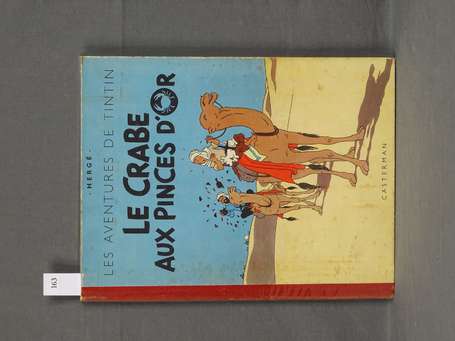 - HERGÉ -
LES AVENTURES DE TINTIN
LE CRABE
AUX PINCES D'OR
CASTERMAN
163